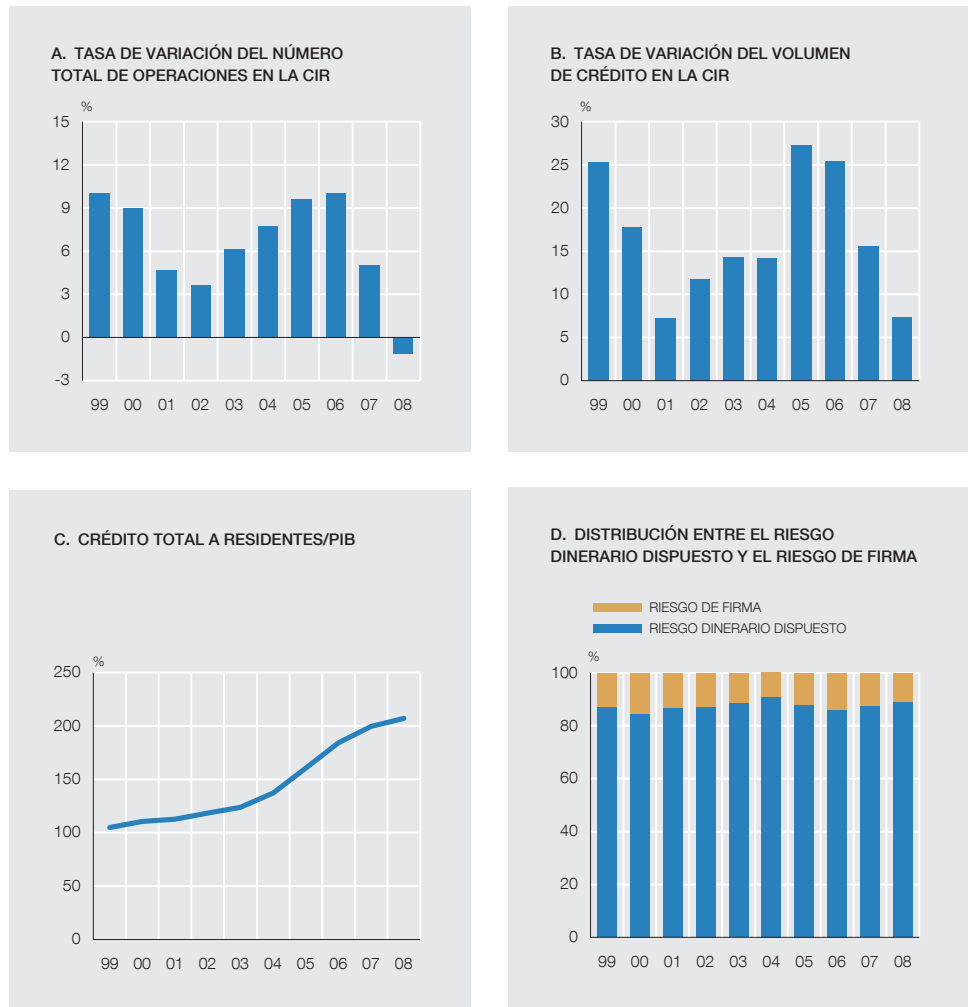 A. TASA DE VARIACIÓN DEL NÚMERO
TOTAL DE OPERACIONES EN LA CIR
%
15
12
9
6
3
0
-3
99 00 01 02 03 04 05 06 07 08
B. TASA DE VARIACIÓN DEL VOLUMEN
DE CRÉDITO EN LA CIR
%
30
25
20
15
10
5
0
99 00 01 02 03 04 05 06 07 08
C. CRÉDITO TOTAL A RESIDENTES/PIB
%
250
200
150
100
50
0
99 00 01 02 03 04 05 06 07 08
D. DISTRIBUCIÓN ENTRE EL RIESGO
DINERARIO DISPUESTO Y EL RIESGO DE FIRMA
RIESGO DE FIRMA
RIESGO DINERARIO DISPUESTO
%
100
80
60
40
20
0
99 00 01 02 03 04 05 06 07 08